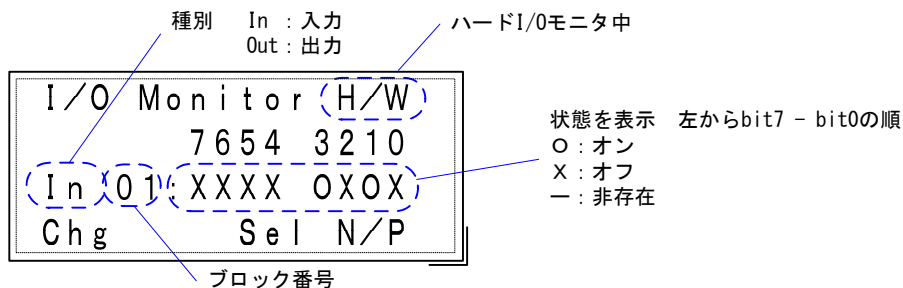 種別 In : 入力
Out : 出力
ハードI/Oモニタ中
I/O Monitor H/W
7654 3210
In 01:XXXX OXOX
Chg Sel N/P
状態を表示 左からbit7 - bit0の順
O : オン
X : オフ
ー : 非存在
ブロック番号